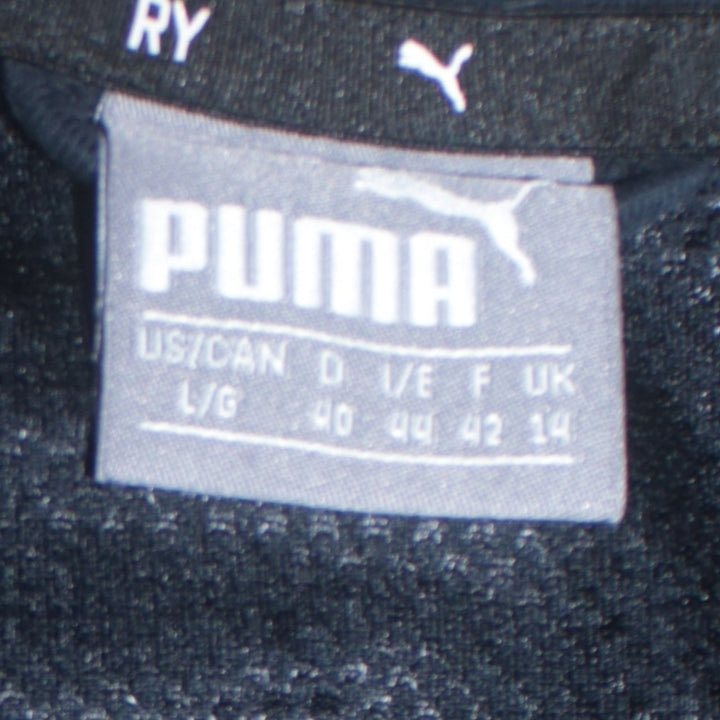 RY
PUMA
US/CAN D I/E F UK
L/G 40 44 42 14